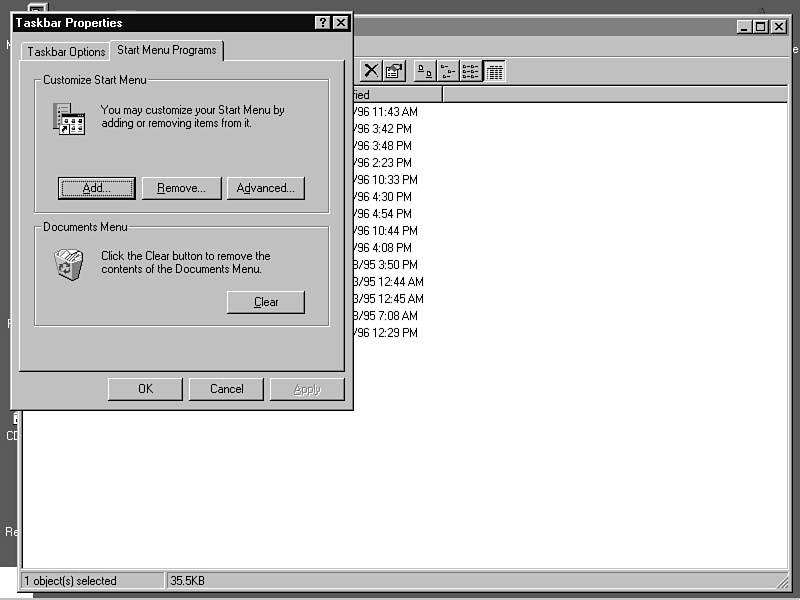 Taskbar Properties
Taskbar Options
Start Menu Programs
Customize Start Menu
You may customize your Start Menu by
adding or removing items from it.
Add...
Remove...
Advanced...
Documents Menu
Click the Clear button to remove the
contents of the Documents Menu.
Clear
OK
Cancel
Apply
fied
/96 11:43 AM
/96 3:42 PM
/96 3:48 PM
/96 2:23 PM
/96 10:33 PM
/96 4:30 PM
/96 4:54 PM
/96 10:44 PM
/96 4:08 PM
3/95 3:50 PM
3/95 12:44 AM
3/95 12:45 AM
3/95 7:08 AM
/96 12:29 PM
CD
Re
1 object(s) selected
35.5KB